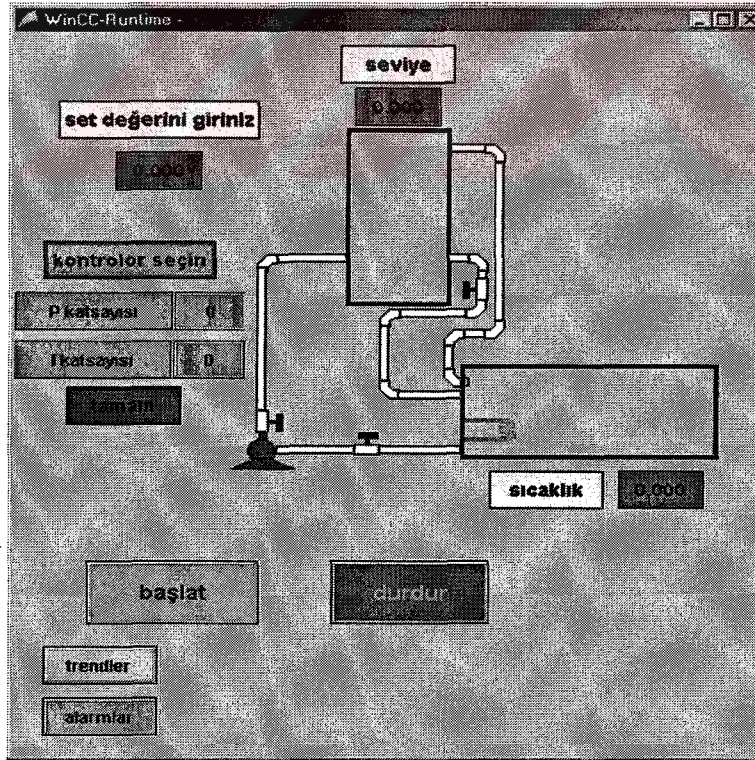 WinCC-Runtime -
seviye
0.000
set değerini giriniz
0.000
kontrolor seçin
P katsayısı 0
I katsayısı 0
tamam
sıcaklık 0.000
başlat durdur
trendler
alarmlar